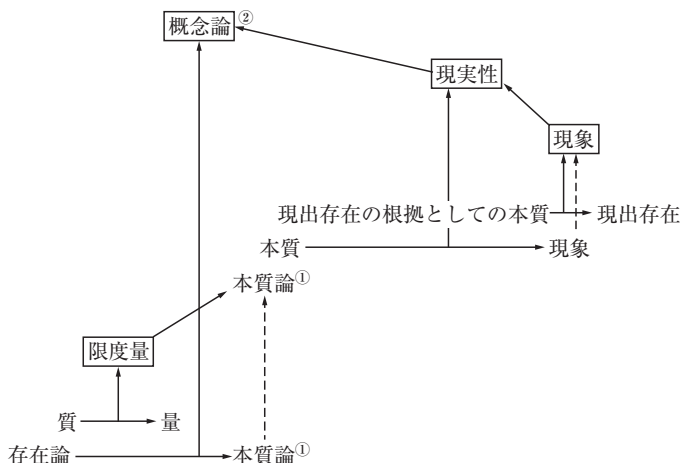 概念論②
現実性
現象
現出存在の根拠としての本質 現出存在
本質 現象
本質論①
限度量
質 量
存在論 本質論①